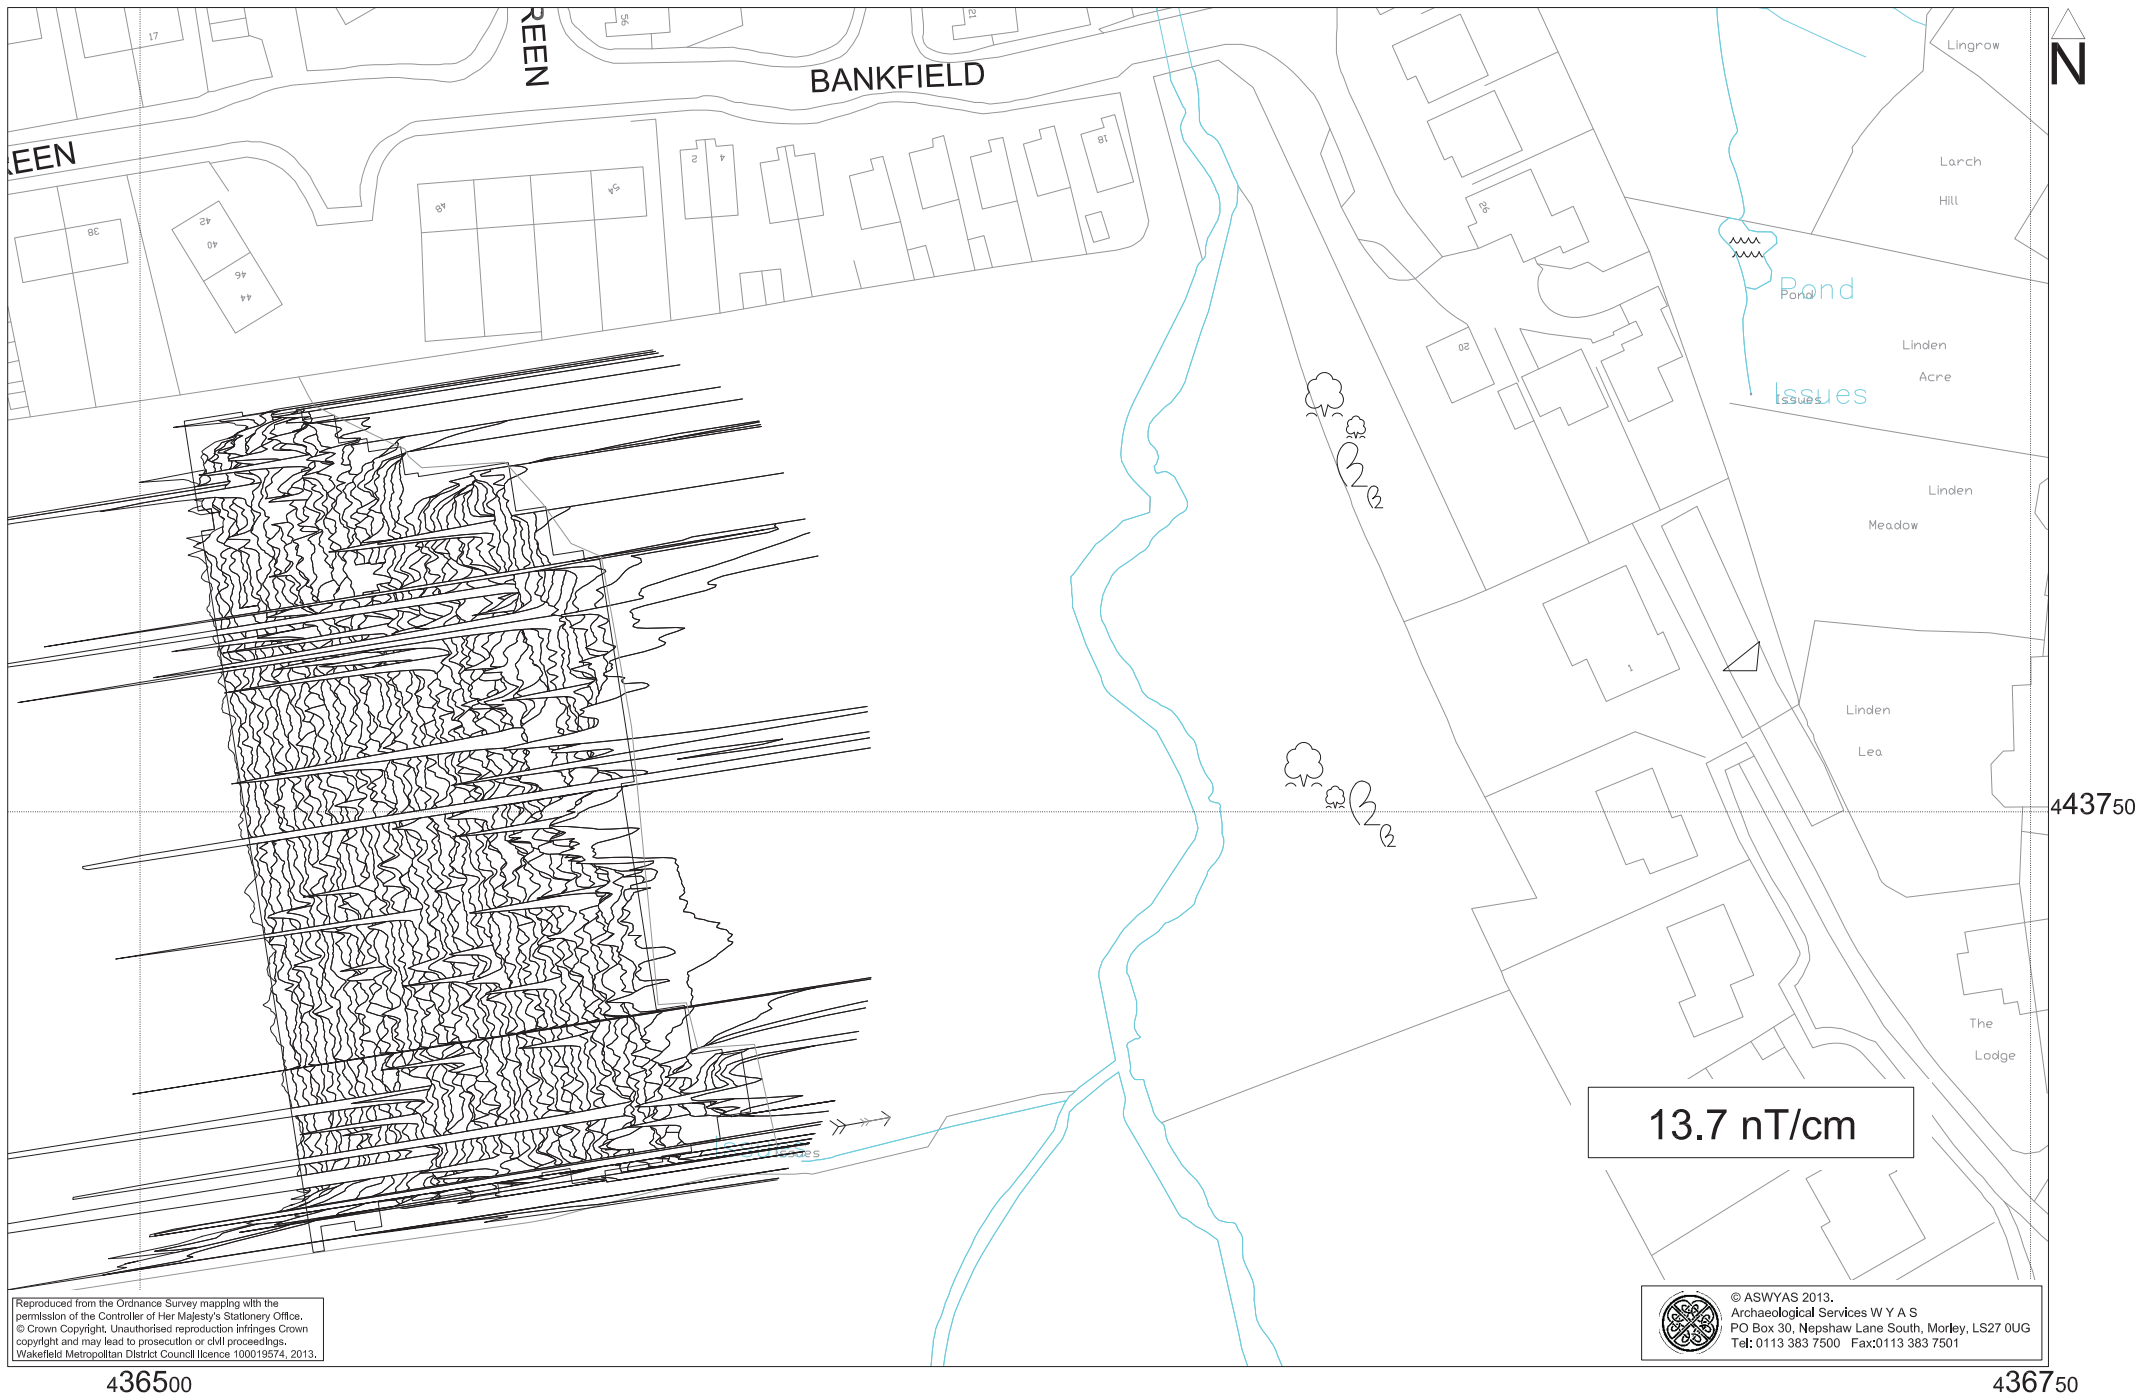 17
56
21
REEN
BANKFIELD
Lingrow
N
REEN
Larch
Hill
2
4
18
38
42
40
46
44
48
54
26
Pond
Pond
Linden
Acre
20
Issues
Issues
Linden
Meadow
1
Linden
Lea
443750
The
Lodge
13.7 nT/cm
Issues
Issues
Reproduced from the Ordnance Survey mapping with the
permission of the Controller of Her Majesty's Stationery Office.
© Crown Copyright. Unauthorised reproduction infringes Crown
copyright and may lead to prosecution or civil proceedings.
Wakefield Metropolitan District Council licence 100019574, 2013.
© ASWYAS 2013.
Archaeological Services W Y A S
PO Box 30, Nepshaw Lane South, Morley, LS27 0UG
Tel: 0113 383 7500 Fax:0113 383 7501
436500
436750